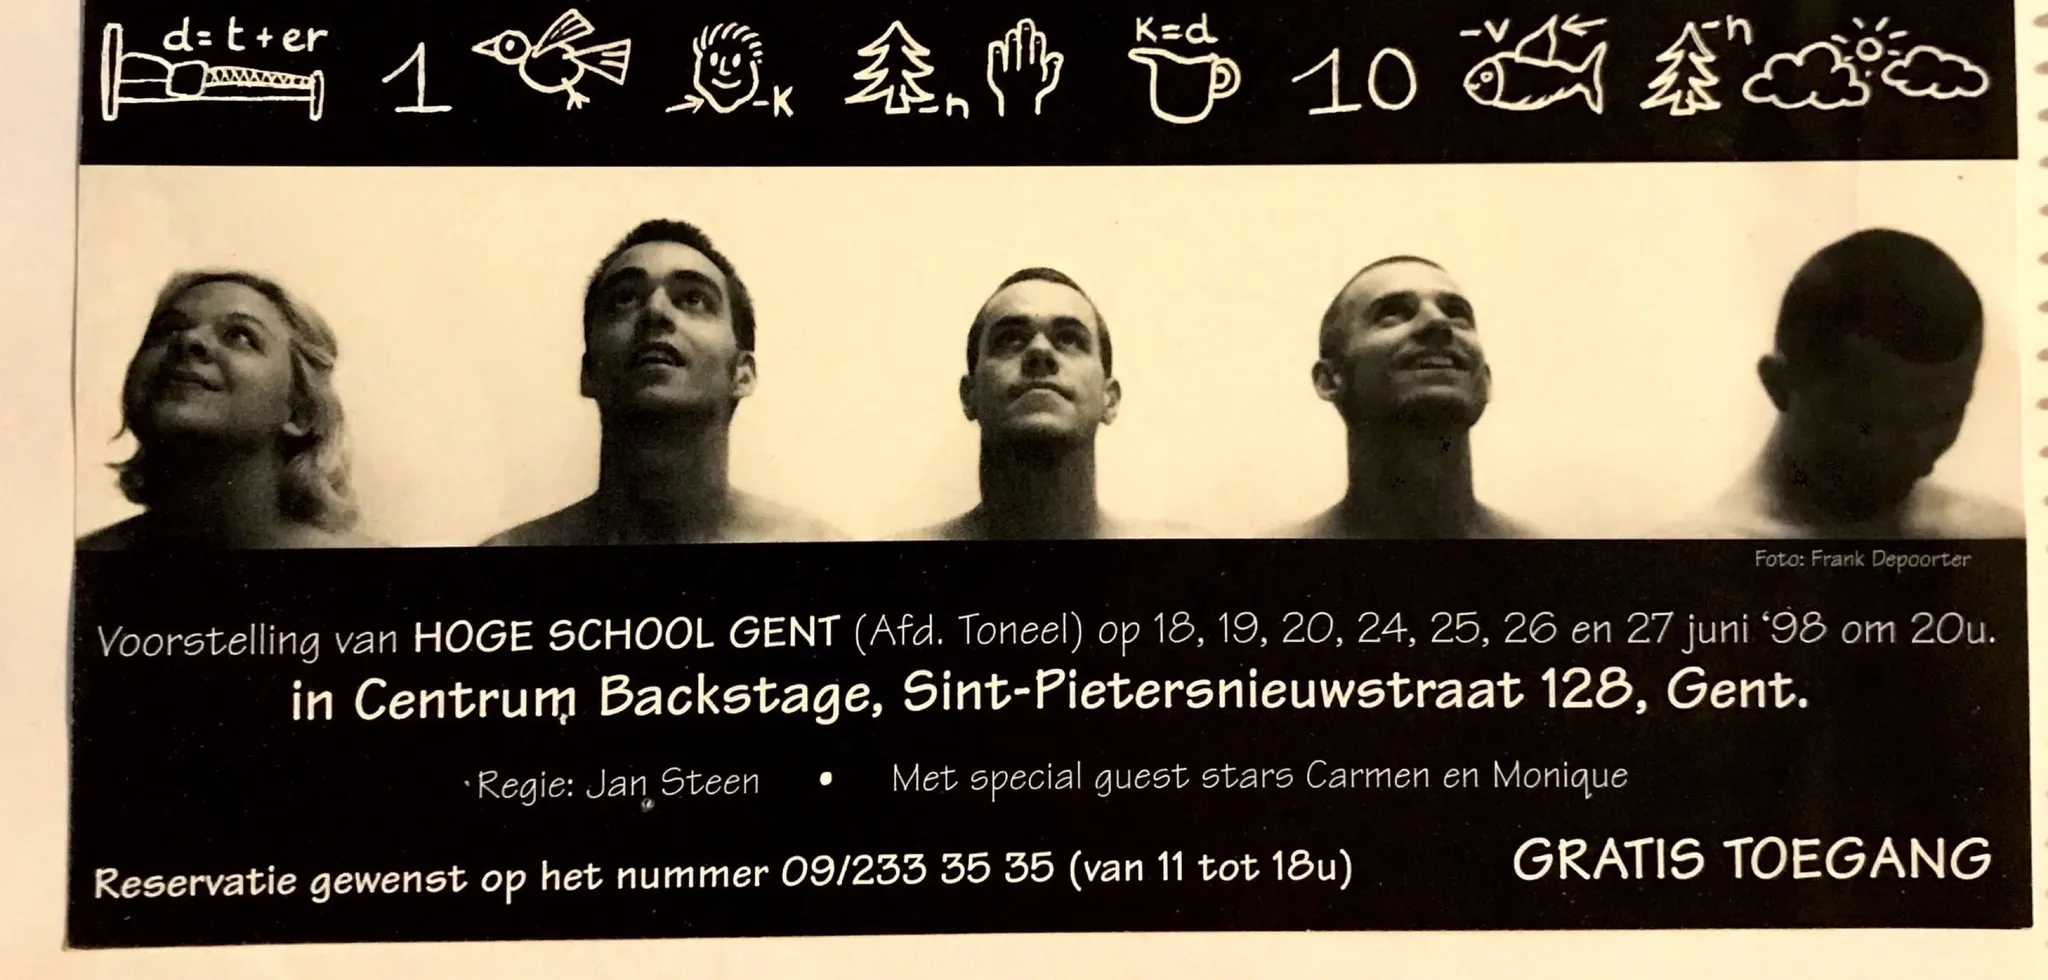 d= t+er 1 -K -n K=d 10 -v -n
Foto: Frank Depoorter
Voorstelling van HOGE SCHOOL GENT (Afd. Toneel) op 18, 19, 20, 24, 25, 26 en 27 juni ‘98 om 20u.
in Centrum Backstage, Sint-Pietersnieuwstraat 128, Gent.
Regie: Jan Steen • Met special guest stars Carmen en Monique
Reservatie gewenst op het nummer 09/233 35 35 (van 11 tot 18u) GRATIS TOEGANG